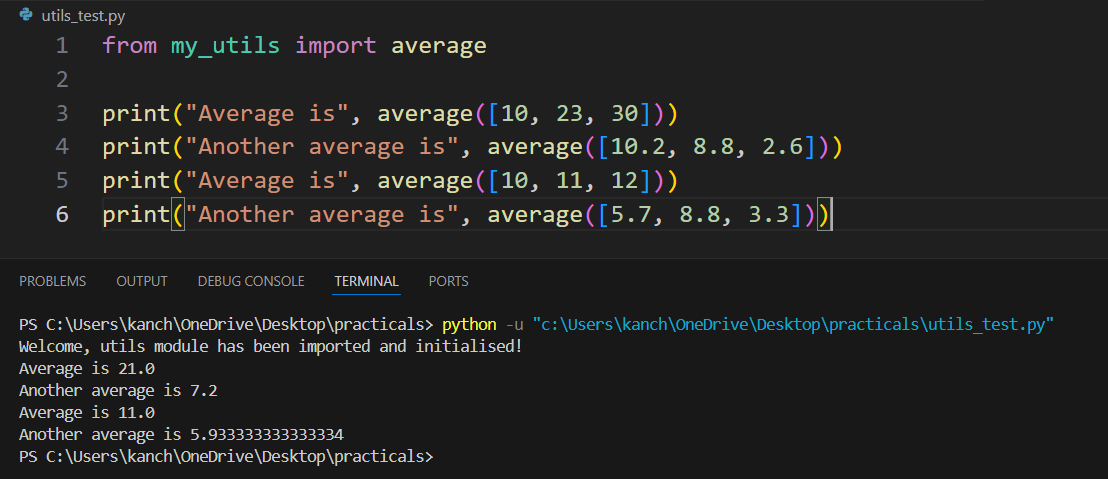 utils_test.py
1 from my_utils import average
2
3 print("Average is", average([10, 23, 30]))
4 print("Another average is", average([10.2, 8.8, 2.6]))
5 print("Average is", average([10, 11, 12]))
6 print("Another average is", average([5.7, 8.8, 3.3]))
PROBLEMS OUTPUT DEBUG CONSOLE TERMINAL PORTS
PS C:\Users\kanch\OneDrive\Desktop\practicals> python -u "c:\Users\kanch\OneDrive\Desktop\practicals\utils_test.py"
Welcome, utils module has been imported and initialised!
Average is 21.0
Another average is 7.2
Average is 11.0
Another average is 5.933333333333334
PS C:\Users\kanch\OneDrive\Desktop\practicals>